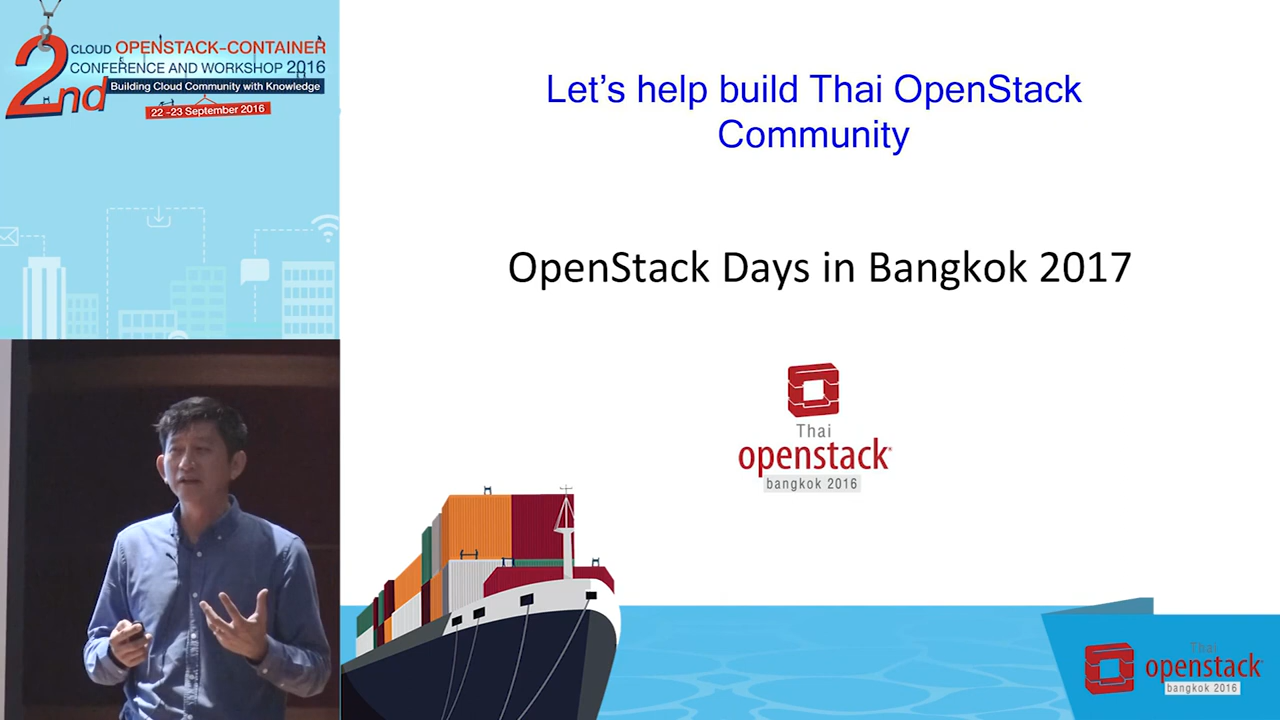 2nd
CLOUD OPENSTACK-CONTAINER
CONFERENCE AND WORKSHOP 2016
Building Cloud Community with Knowledge
22 -23 September 2016
Let's help build Thai OpenStack
Community
OpenStack Days in Bangkok 2017
Thai
openstack
bangkok 2016
Thai
openstack
bangkok 2016